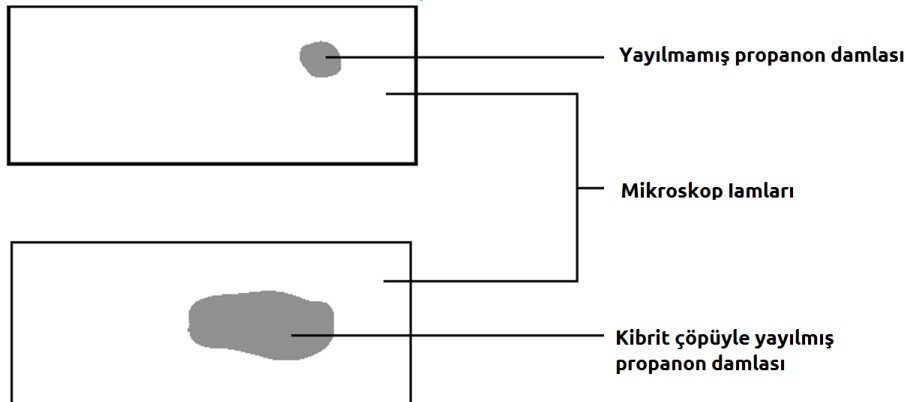 Yayılmamış propanon damlası
Mikroskop lamları
Kibrit çöpüyle yayılmış
propanon damlası